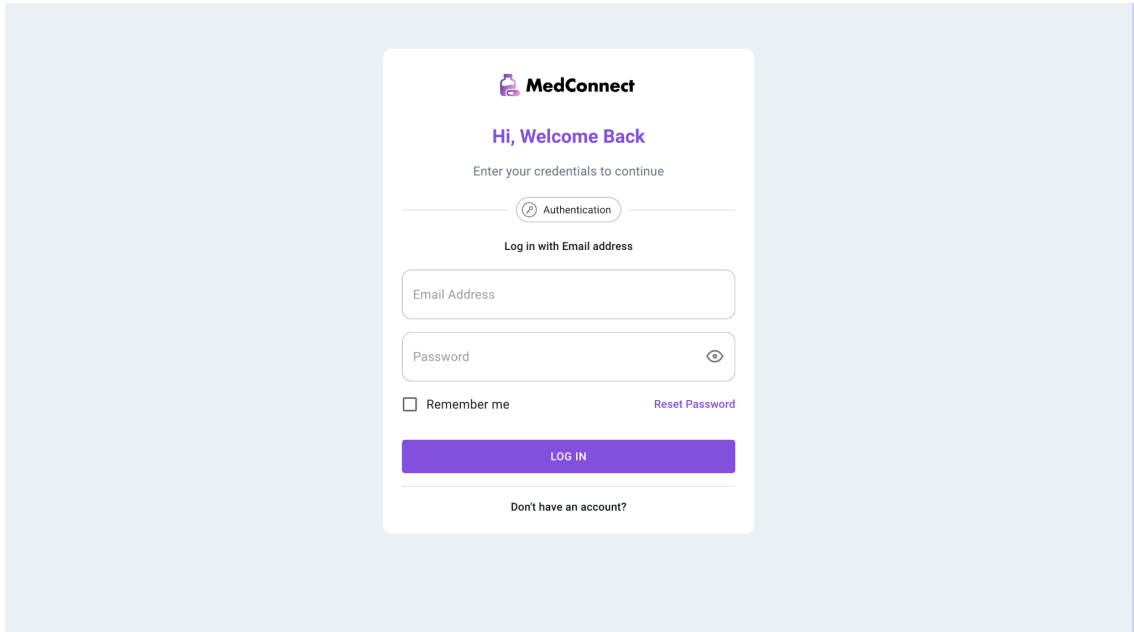 MedConnect
Hi, Welcome Back
Enter your credentials to continue
Authentication
Log in with Email address
Email Address
Password
Remember me Reset Password
LOG IN
Don't have an account?